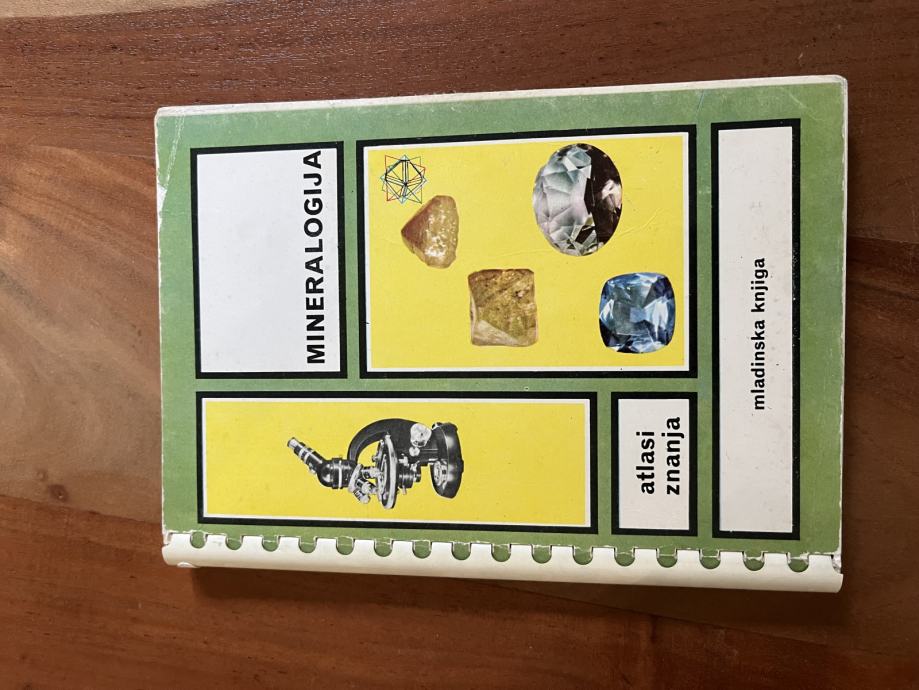 MINERALOGIJA
atlasi
znanja
mladinska knjiga